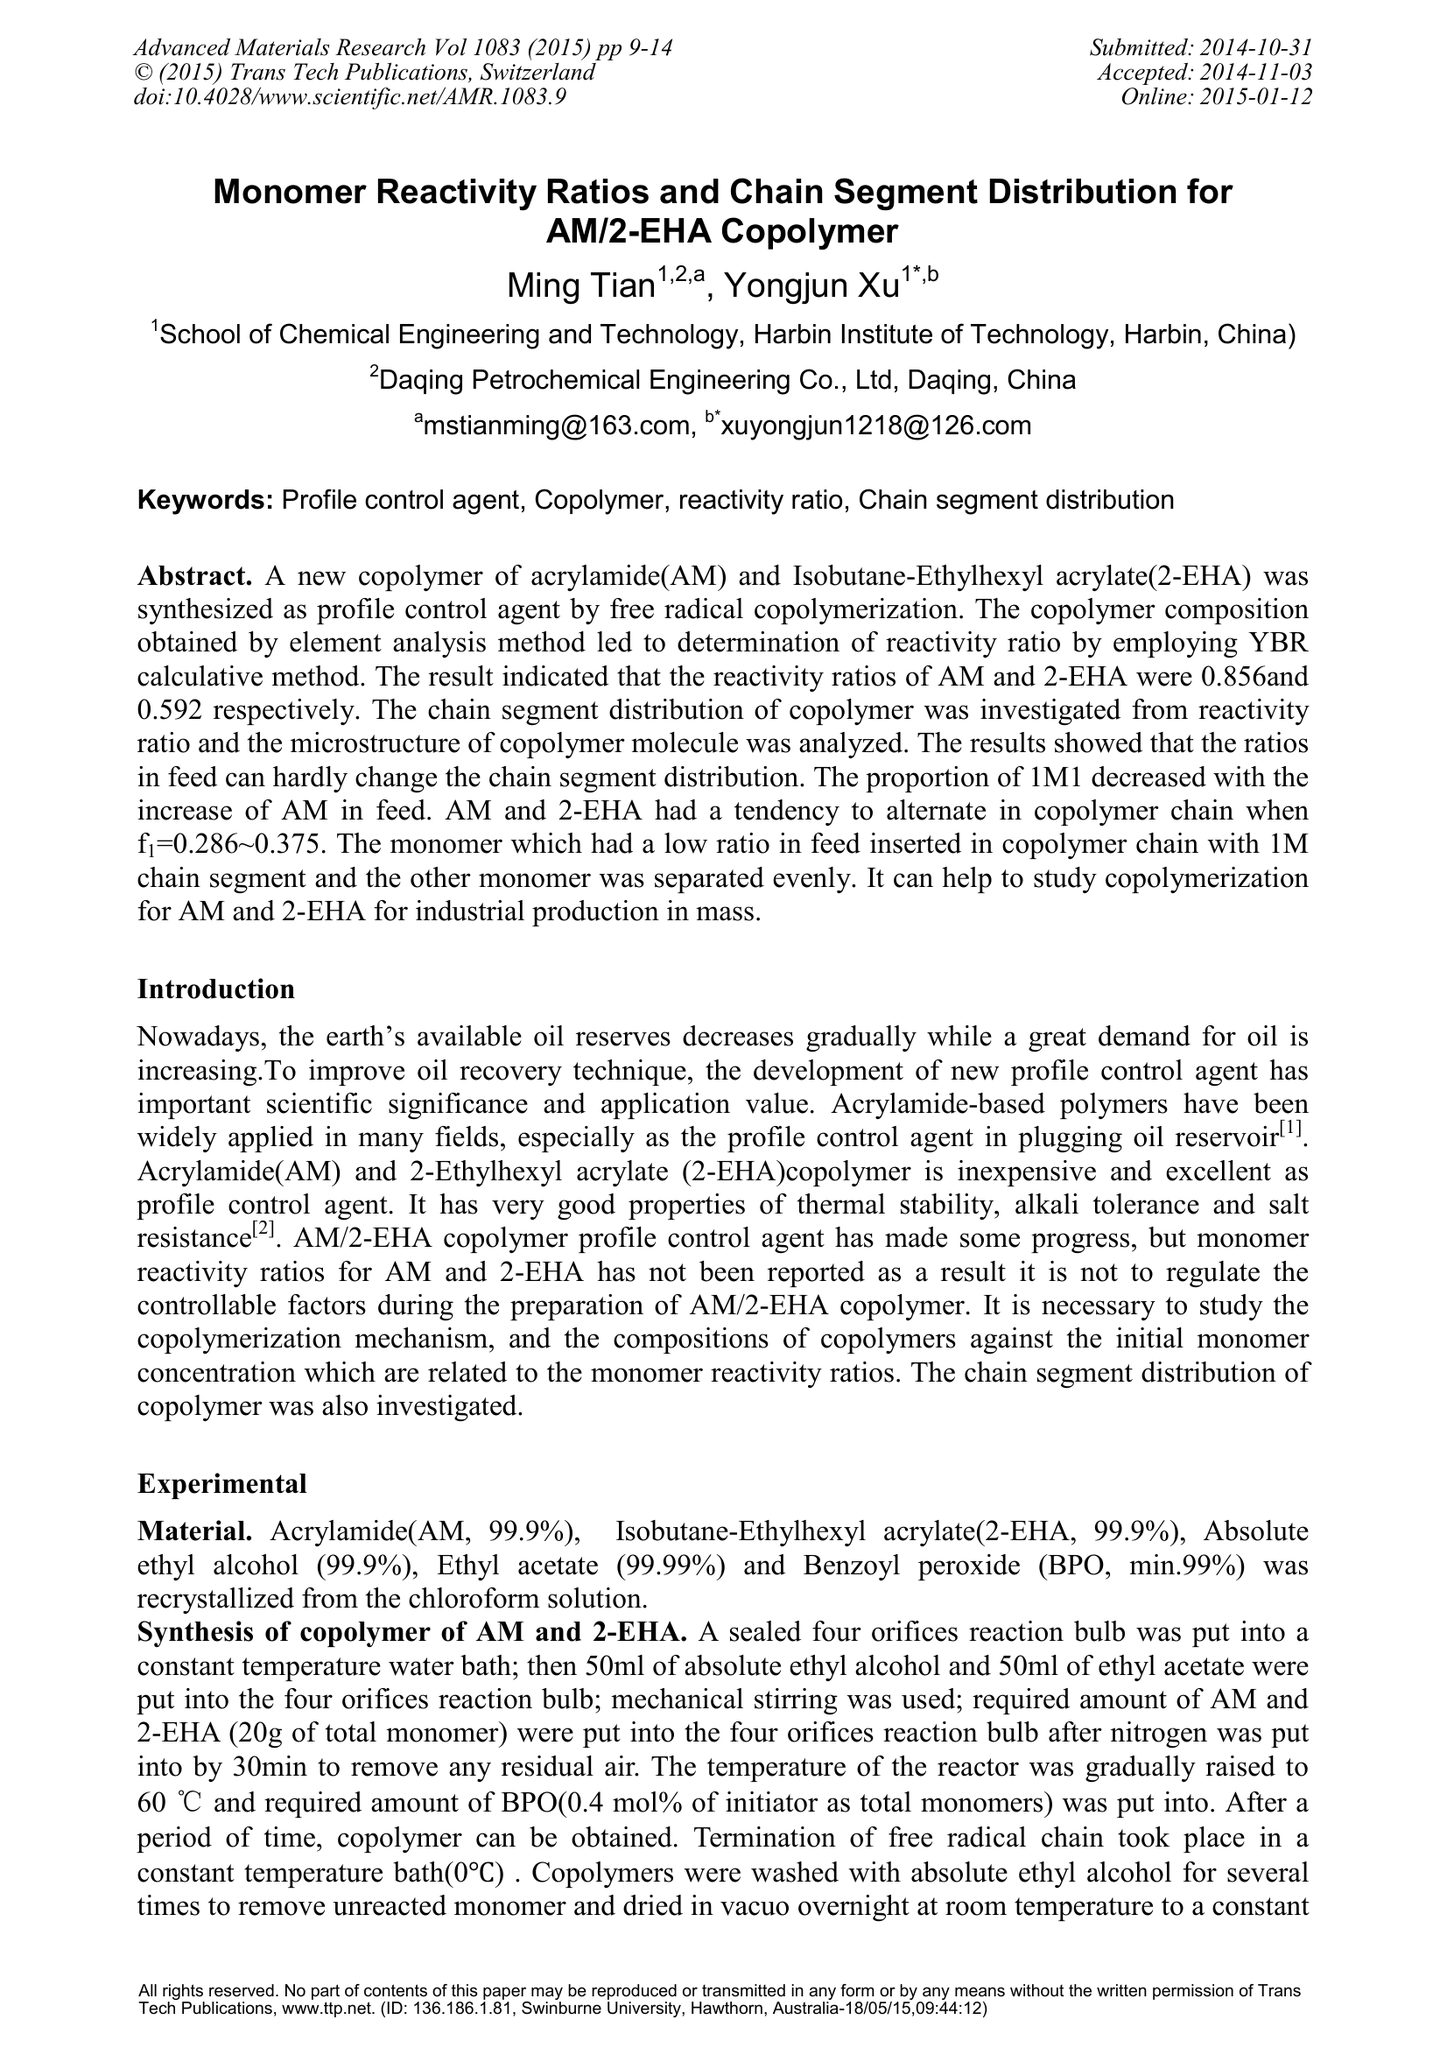 Advanced Materials Research Vol 1083 (2015) pp 9-14
© (2015) Trans Tech Publications, Switzerland
doi:10.4028/www.scientific.net/AMR.1083.9
Submitted: 2014-10-31
Accepted: 2014-11-03
Online: 2015-01-12
Monomer Reactivity Ratios and Chain Segment Distribution for
AM/2-EHA Copolymer
Ming Tian1,2,a, Yongjun Xu1*,b
1School of Chemical Engineering and Technology, Harbin Institute of Technology, Harbin, China)
2Daqing Petrochemical Engineering Co., Ltd, Daqing, China
amstianming@163.com, b*xuyongjun1218@126.com
Keywords: Profile control agent, Copolymer, reactivity ratio, Chain segment distribution
Abstract. A new copolymer of acrylamide(AM) and Isobutane-Ethylhexyl acrylate(2-EHA) was
synthesized as profile control agent by free radical copolymerization. The copolymer composition
obtained by element analysis method led to determination of reactivity ratio by employing YBR
calculative method. The result indicated that the reactivity ratios of AM and 2-EHA were 0.856and
0.592 respectively. The chain segment distribution of copolymer was investigated from reactivity
ratio and the microstructure of copolymer molecule was analyzed. The results showed that the ratios
in feed can hardly change the chain segment distribution. The proportion of 1M1 decreased with the
increase of AM in feed. AM and 2-EHA had a tendency to alternate in copolymer chain when
f1=0.286~0.375. The monomer which had a low ratio in feed inserted in copolymer chain with 1M
chain segment and the other monomer was separated evenly. It can help to study copolymerization
for AM and 2-EHA for industrial production in mass.
Introduction
Nowadays, the earth's available oil reserves decreases gradually while a great demand for oil is
increasing.To improve oil recovery technique, the development of new profile control agent has
important scientific significance and application value. Acrylamide-based polymers have been
widely applied in many fields, especially as the profile control agent in plugging oil reservoir[1].
Acrylamide(AM) and 2-Ethylhexyl acrylate (2-EHA)copolymer is inexpensive and excellent as
profile control agent. It has very good properties of thermal stability, alkali tolerance and salt
resistance[2]. AM/2-EHA copolymer profile control agent has made some progress, but monomer
reactivity ratios for AM and 2-EHA has not been reported as a result it is not to regulate the
controllable factors during the preparation of AM/2-EHA copolymer. It is necessary to study the
copolymerization mechanism, and the compositions of copolymers against the initial monomer
concentration which are related to the monomer reactivity ratios. The chain segment distribution of
copolymer was also investigated.
Experimental
Material. Acrylamide(AM, 99.9%), Isobutane-Ethylhexyl acrylate(2-EHA, 99.9%), Absolute
ethyl alcohol (99.9%), Ethyl acetate (99.99%) and Benzoyl peroxide (BPO, min.99%) was
recrystallized from the chloroform solution.
Synthesis of copolymer of AM and 2-EHA. A sealed four orifices reaction bulb was put into a
constant temperature water bath; then 50ml of absolute ethyl alcohol and 50ml of ethyl acetate were
put into the four orifices reaction bulb; mechanical stirring was used; required amount of AM and
2-EHA (20g of total monomer) were put into the four orifices reaction bulb after nitrogen was put
into by 30min to remove any residual air. The temperature of the reactor was gradually raised to
60 ℃ and required amount of BPO(0.4 mol% of initiator as total monomers) was put into. After a
period of time, copolymer can be obtained. Termination of free radical chain took place in a
constant temperature bath(0℃) . Copolymers were washed with absolute ethyl alcohol for several
times to remove unreacted monomer and dried in vacuo overnight at room temperature to a constant
All rights reserved. No part of contents of this paper may be reproduced or transmitted in any form or by any means without the written permission of Trans
Tech Publications, www.ttp.net. (ID: 136.186.1.81, Swinburne University, Hawthorn, Australia-18/05/15,09:44:12)